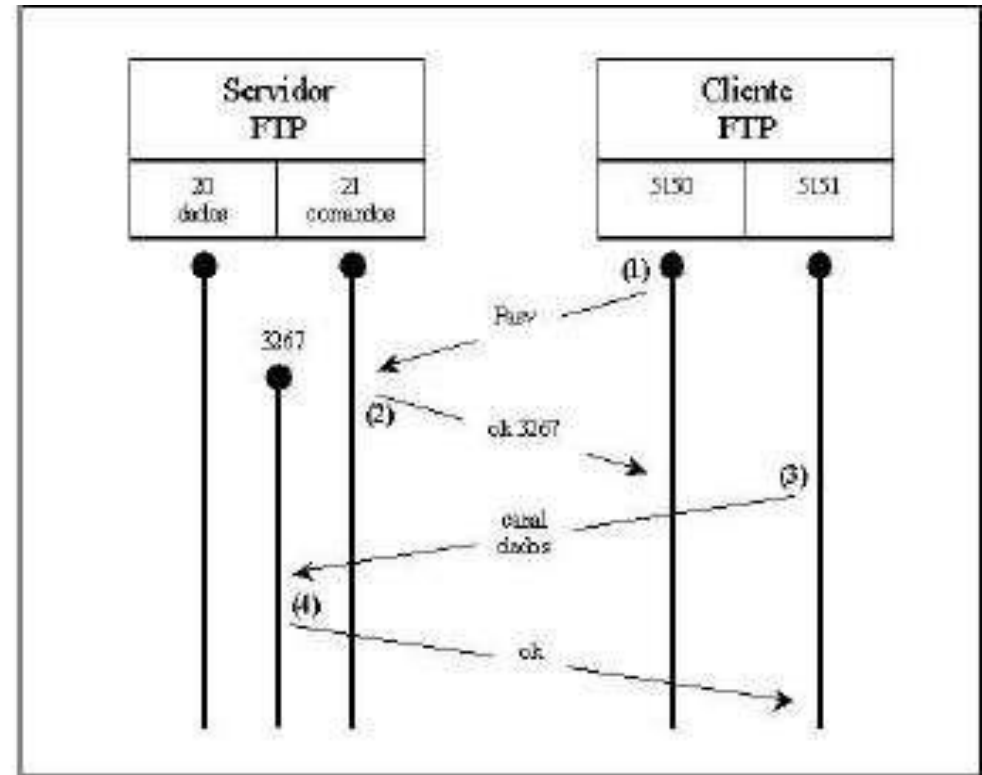 Servidor
FTP
Cliente
FTP
20
dados
21
comandos
5150
5151
(1)
Pasv
3267
(2)
ok 3267
(3)
canal
dados
(4)
ok